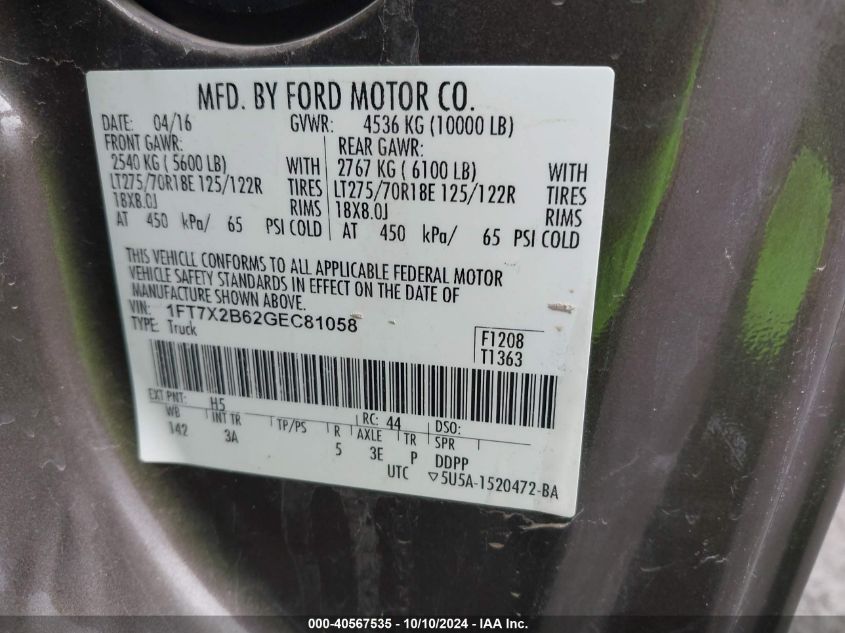 MFD. BY FORD MOTOR CO.
DATE: 04/16 GVWR: 4536 KG (10000 LB)
FRONT GAWR: REAR GAWR:
2540 KG ( 5600 LB) WITH 2767 KG ( 6100 LB) WITH
LT275/70R18E 125/122R TIRES LT275/70R18E 125/122R TIRES
18X8.0J RIMS 18X8.0J RIMS
AT 450 kPa/ 65 PSI COLD AT 450 kPa/ 65 PSI COLD
THIS VEHICLE CONFORMS TO ALL APPLICABLE FEDERAL MOTOR
VEHICLE SAFETY STANDARDS IN EFFECT ON THE DATE OF
MANUFACTURE SHOWN ABOVE.
VIN: 1FT7X2B62GEC81058
TYPE: Truck
F1208
T1363
EXT PNT: H5 RC: 44 DSO:
WB INT TR TP/PS R AXLE TR SPR
142 3A 5 3E P DDPP
UTC ▽5U5A-1520472-BA
000-40567535 - 10/10/2024 - IAA Inc.